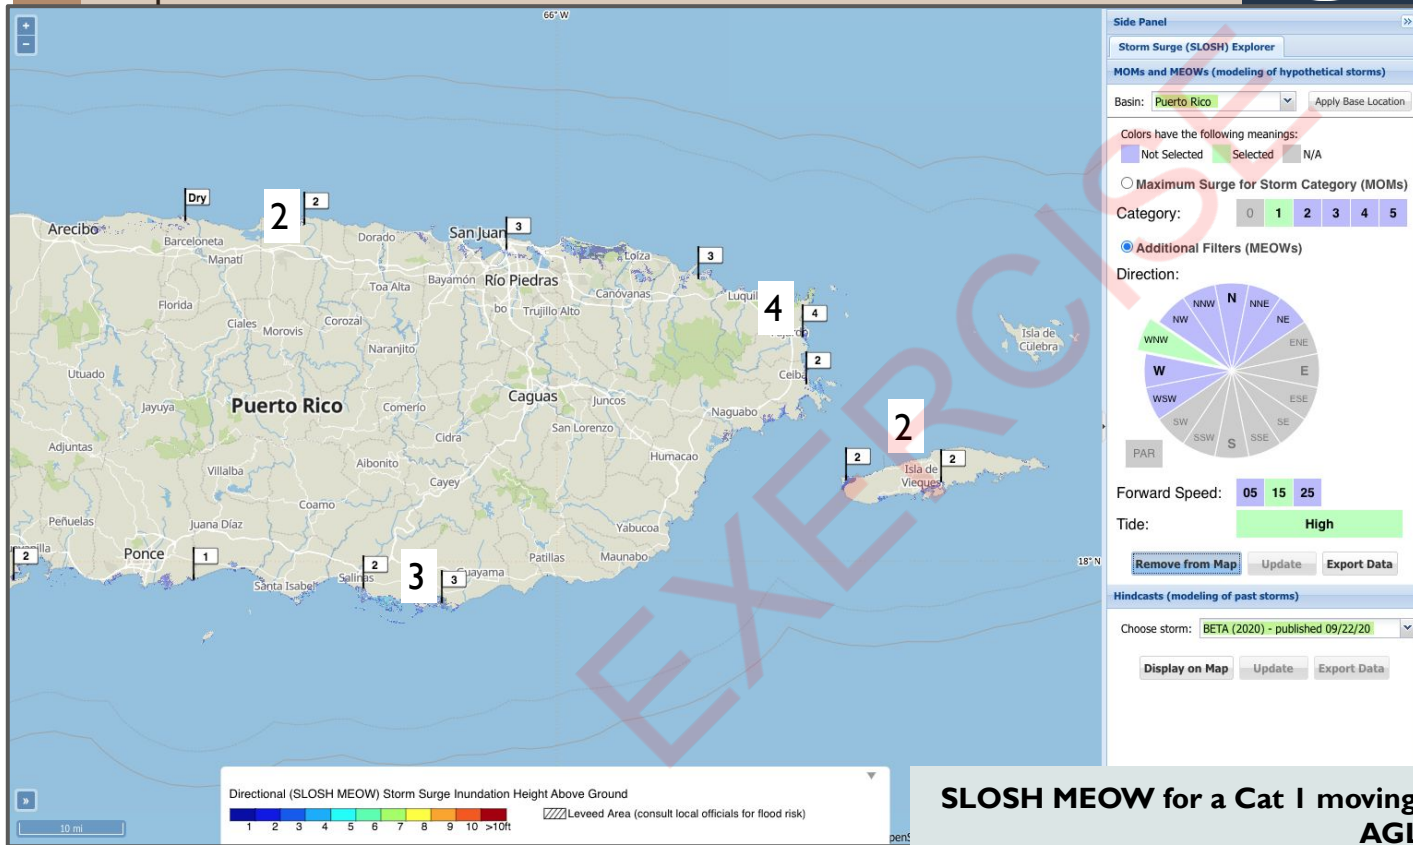 66° W
Side Panel
Storm Surge (SLOSH) Explorer
MOMs and MEOWs (modeling of hypothetical storms)
Basin: Puerto Rico Apply Base Location
Colors have the following meanings:
Not Selected Selected N/A
Maximum Surge for Storm Category (MOMs)
Category: 0 1 2 3 4 5
Additional Filters (MEOWs)
Direction:
N NNE NE ENE E ESE SE SSE S SSW SW WSW W WNW NW NNW
PAR
Forward Speed: 05 15 25
Tide: High
Remove from Map Update Export Data
Hindcasts (modeling of past storms)
Choose storm: BETA (2020) - published 09/22/20
Display on Map Update Export Data
Dry
2
2
Arecibo
Barceloneta
Manatí
Dorado
San Juan
3
Loíza
3
Bayamón
Río Piedras
Toa Alta
Canóvanas
Luquil
4
4
Florida
bo
Trujillo Alto
Ciales
Morovis
Corozal
Naranjito
Isla de
Culebra
2
Ceiba
Utuado
Jayuya
Puerto Rico
Comerío
Caguas
Juncos
Naguabo
San Lorenzo
2
Adjuntas
Cidra
Humacao
Aibonito
Villalba
Cayey
2
2
Isla de
Vieques
Coamo
Peñuelas
Juana Díaz
Yabucoa
2
Ponce
1
2
Patillas
Maunabo
18° N
Santa Isabel
Salinas
3
3
Guayama
EXERCISE
10 mi
Directional (SLOSH MEOW) Storm Surge Inundation Height Above Ground
1 2 3 4 5 6 7 8 9 10 >10ft
Leveed Area (consult local officials for flood risk)
SLOSH MEOW for a Cat 1 moving
AGL